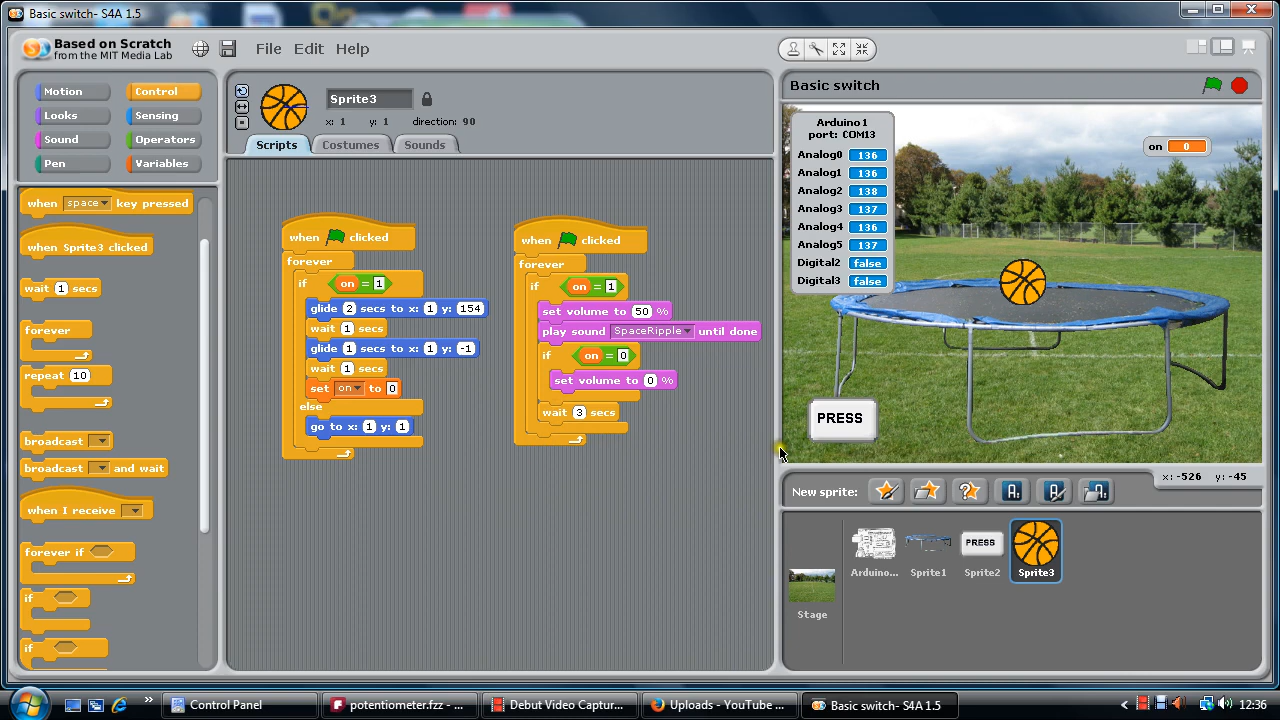 Basic switch- S4A 1.5
Based on Scratch
from the MIT Media Lab
File Edit Help
Motion Control
Looks Sensing
Sound Operators
Pen Variables
when space key pressed
when Sprite3 clicked
wait 1 secs
forever
repeat 10
broadcast
broadcast and wait
when I receive
forever if
if
if
Sprite3
x: 1 y: 1 direction: 90
Scripts Costumes Sounds
when clicked
forever
if on = 1
glide 2 secs to x: 1 y: 154
wait 1 secs
glide 1 secs to x: 1 y: -1
wait 1 secs
set on to 0
else
go to x: 1 y: 1
when clicked
forever
if on = 1
set volume to 50 %
play sound SpaceRipple until done
if on = 0
set volume to 0 %
wait 3 secs
Basic switch
Arduino1
port: COM13
Analog0 136
Analog1 136
Analog2 138
Analog3 137
Analog4 136
Analog5 137
Digital2 false
Digital3 false
on 0
PRESS
x: -526 y: -45
New sprite:
PRESS
Arduino... Sprite1 Sprite2 Sprite3
Stage
Control Panel
potentiometer.fzz - ...
Debut Video Captur...
Uploads - YouTube ...
Basic switch- S4A 1.5
12:36